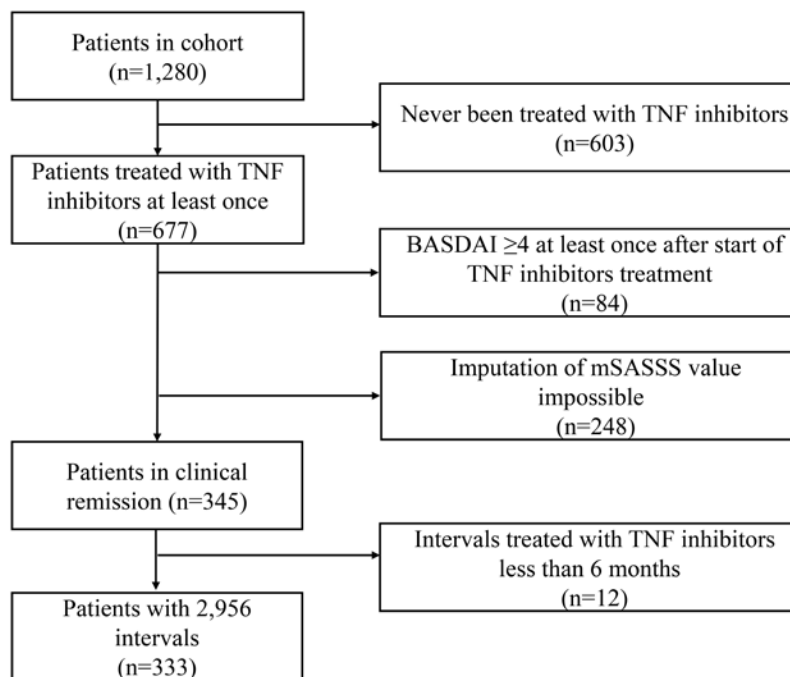 Patients in cohort
(n=1,280)
Never been treated with TNF inhibitors
(n=603)
Patients treated with TNF
inhibitors at least once
(n=677)
BASDAI ≥4 at least once after start of
TNF inhibitors treatment
(n=84)
Imputation of mSASSS value
impossible
(n=248)
Patients in clinical
remission (n=345)
Intervals treated with TNF inhibitors
less than 6 months
(n=12)
Patients with 2,956
intervals
(n=333)